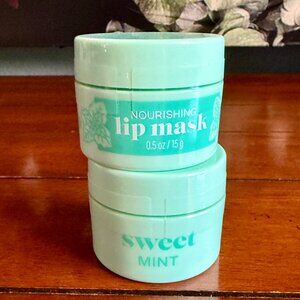 NOURISHING
lip mask
0.5 oz / 15 g
sweet
MINT